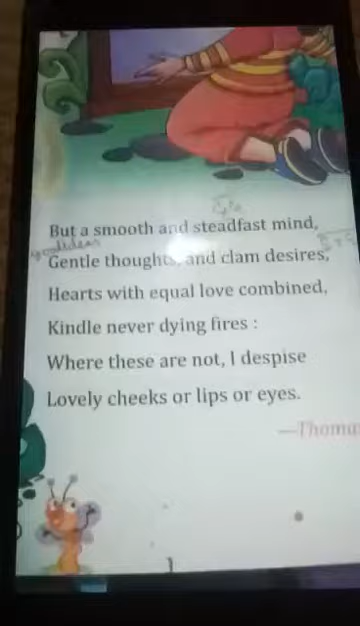 But a smooth and steadfast mind,
Gentle thoughts, and clam desires,
Hearts with equal love combined,
Kindle never dying fires :
Where these are not, I despise
Lovely cheeks or lips or eyes.
—Thomas